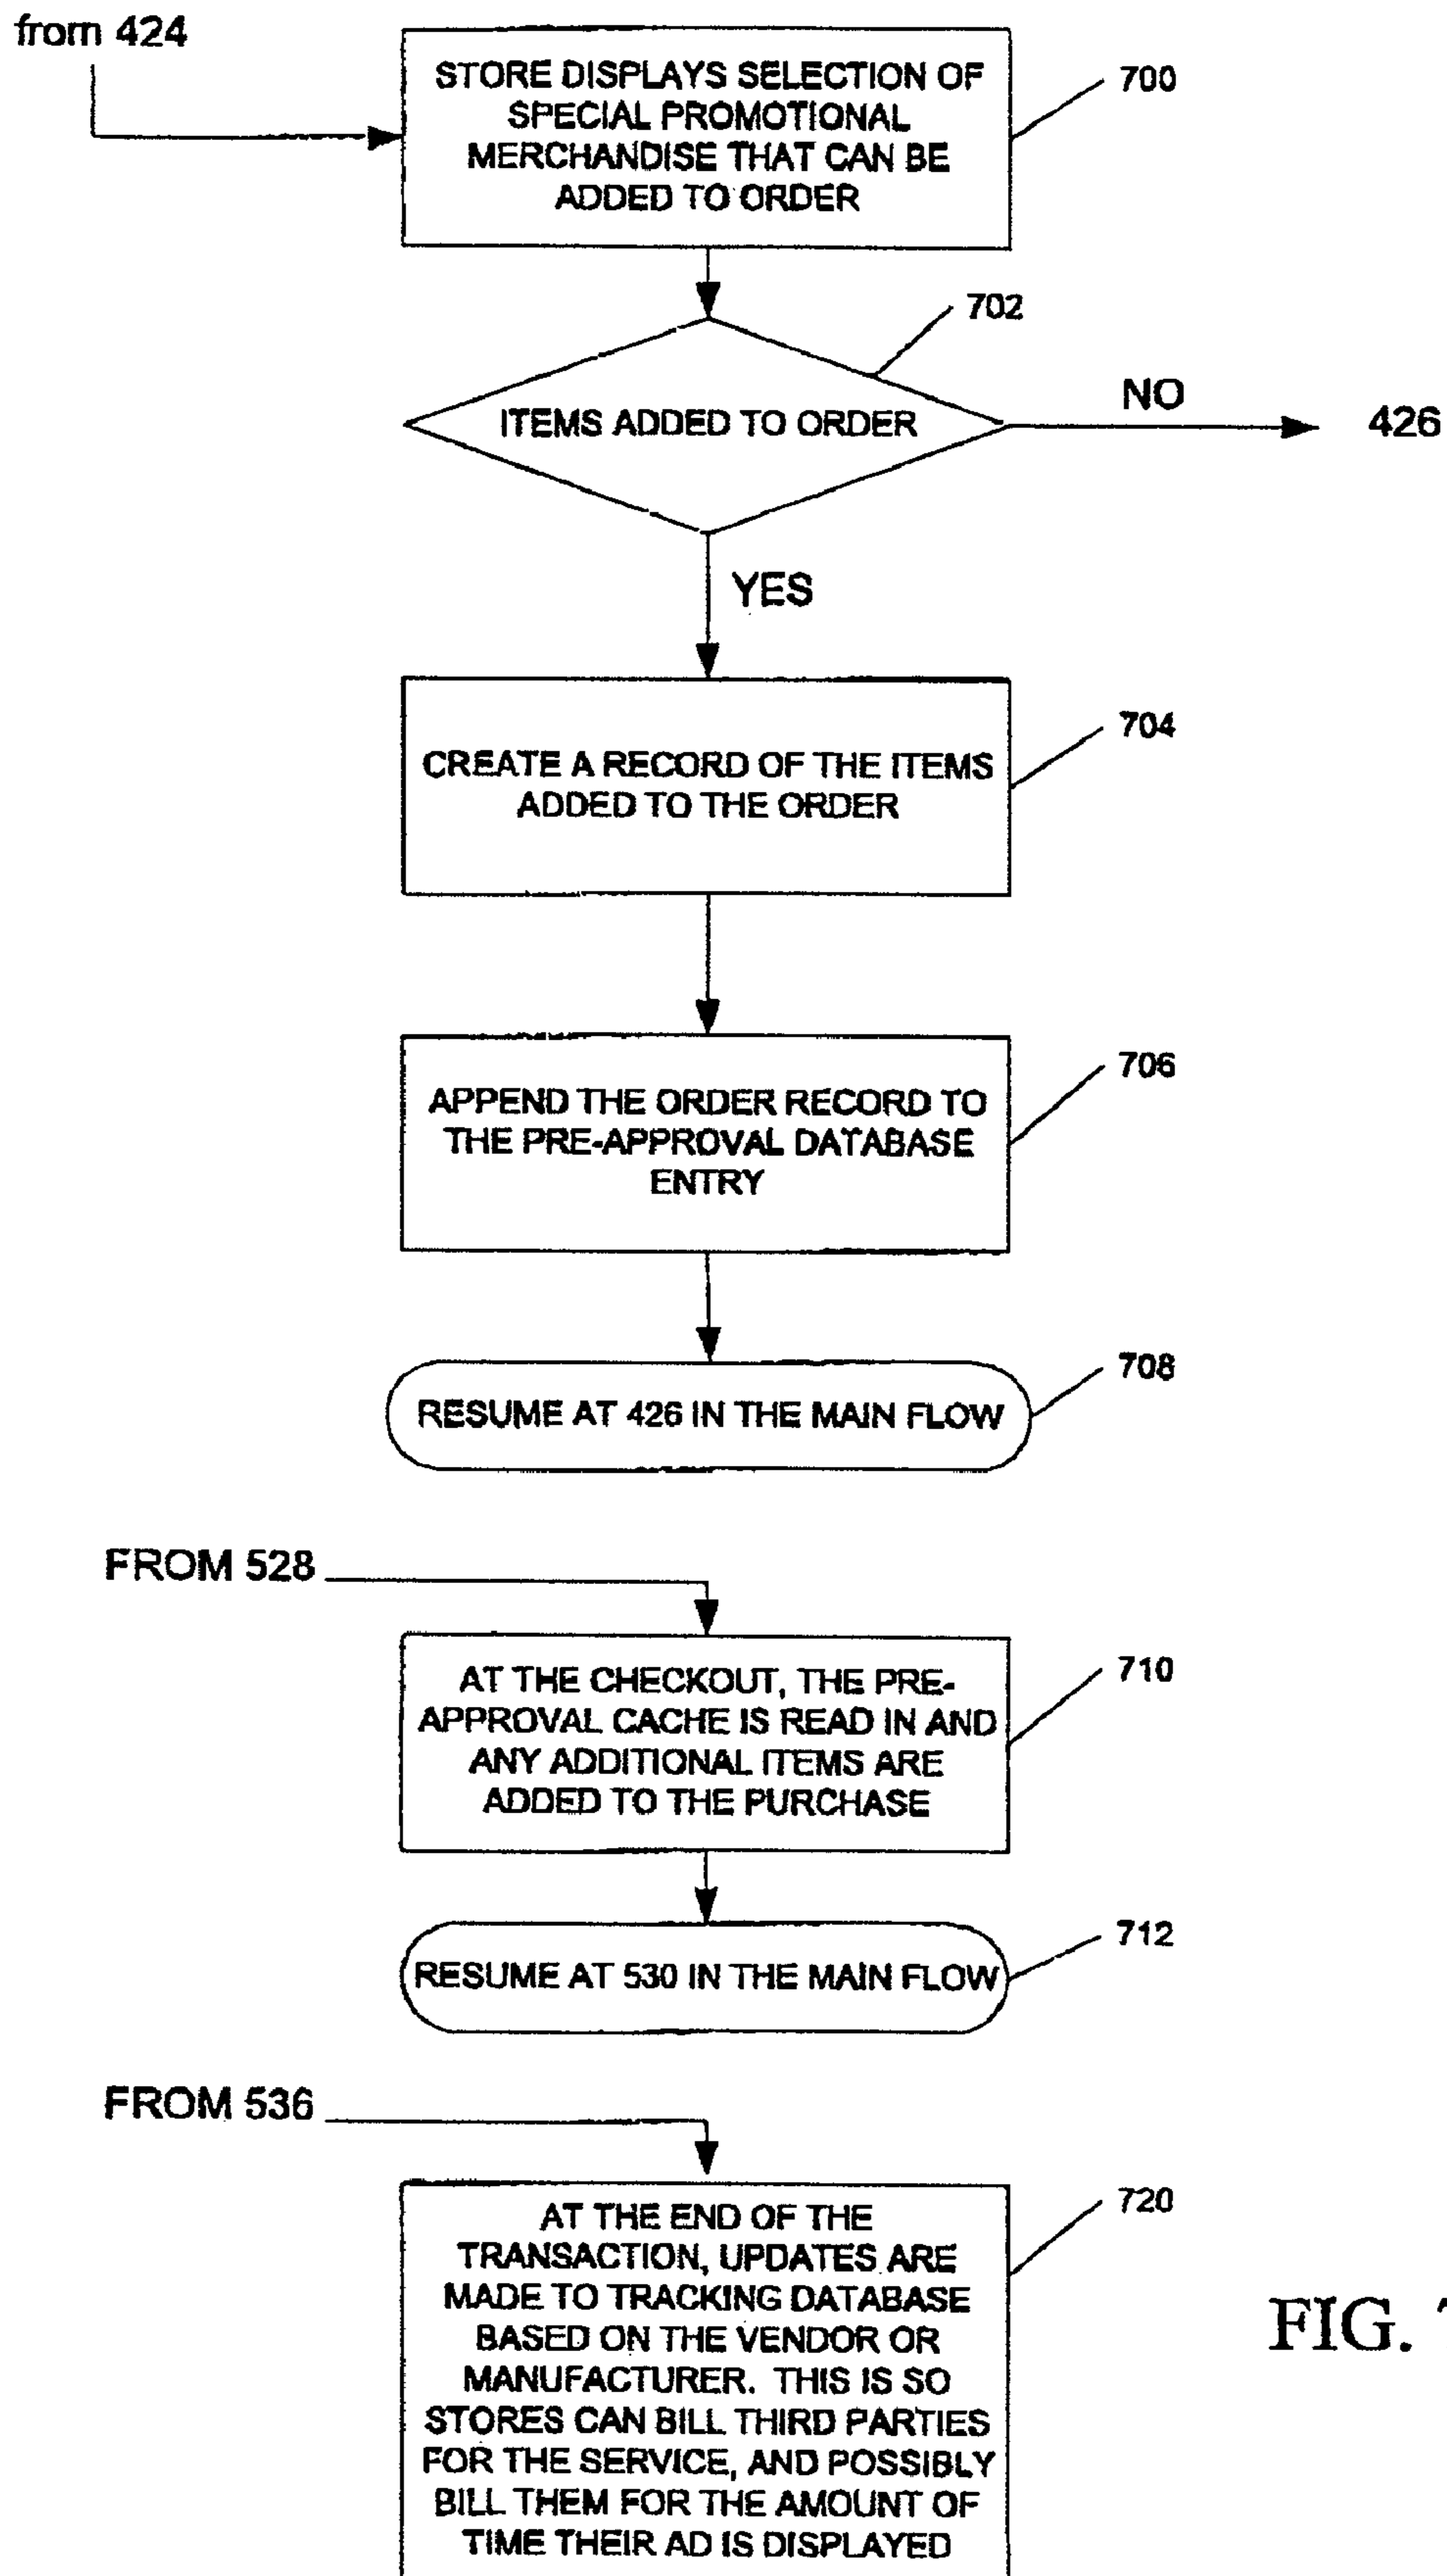 from 424
STORE DISPLAYS SELECTION OF
SPECIAL PROMOTIONAL
MERCHANDISE THAT CAN BE
ADDED TO ORDER
700
702
ITEMS ADDED TO ORDER
NO
426
YES
704
CREATE A RECORD OF THE ITEMS
ADDED TO THE ORDER
706
APPEND THE ORDER RECORD TO
THE PRE-APPROVAL DATABASE
ENTRY
708
RESUME AT 426 IN THE MAIN FLOW
FROM 528
710
AT THE CHECKOUT, THE PRE-
APPROVAL CACHE IS READ IN AND
ANY ADDITIONAL ITEMS ARE
ADDED TO THE PURCHASE
712
RESUME AT 530 IN THE MAIN FLOW
FROM 536
720
AT THE END OF THE
TRANSACTION, UPDATES ARE
MADE TO TRACKING DATABASE
BASED ON THE VENDOR OR
MANUFACTURER. THIS IS SO
STORES CAN BILL THIRD PARTIES
FOR THE SERVICE, AND POSSIBLY
BILL THEM FOR THE AMOUNT OF
TIME THEIR AD IS DISPLAYED
FIG.